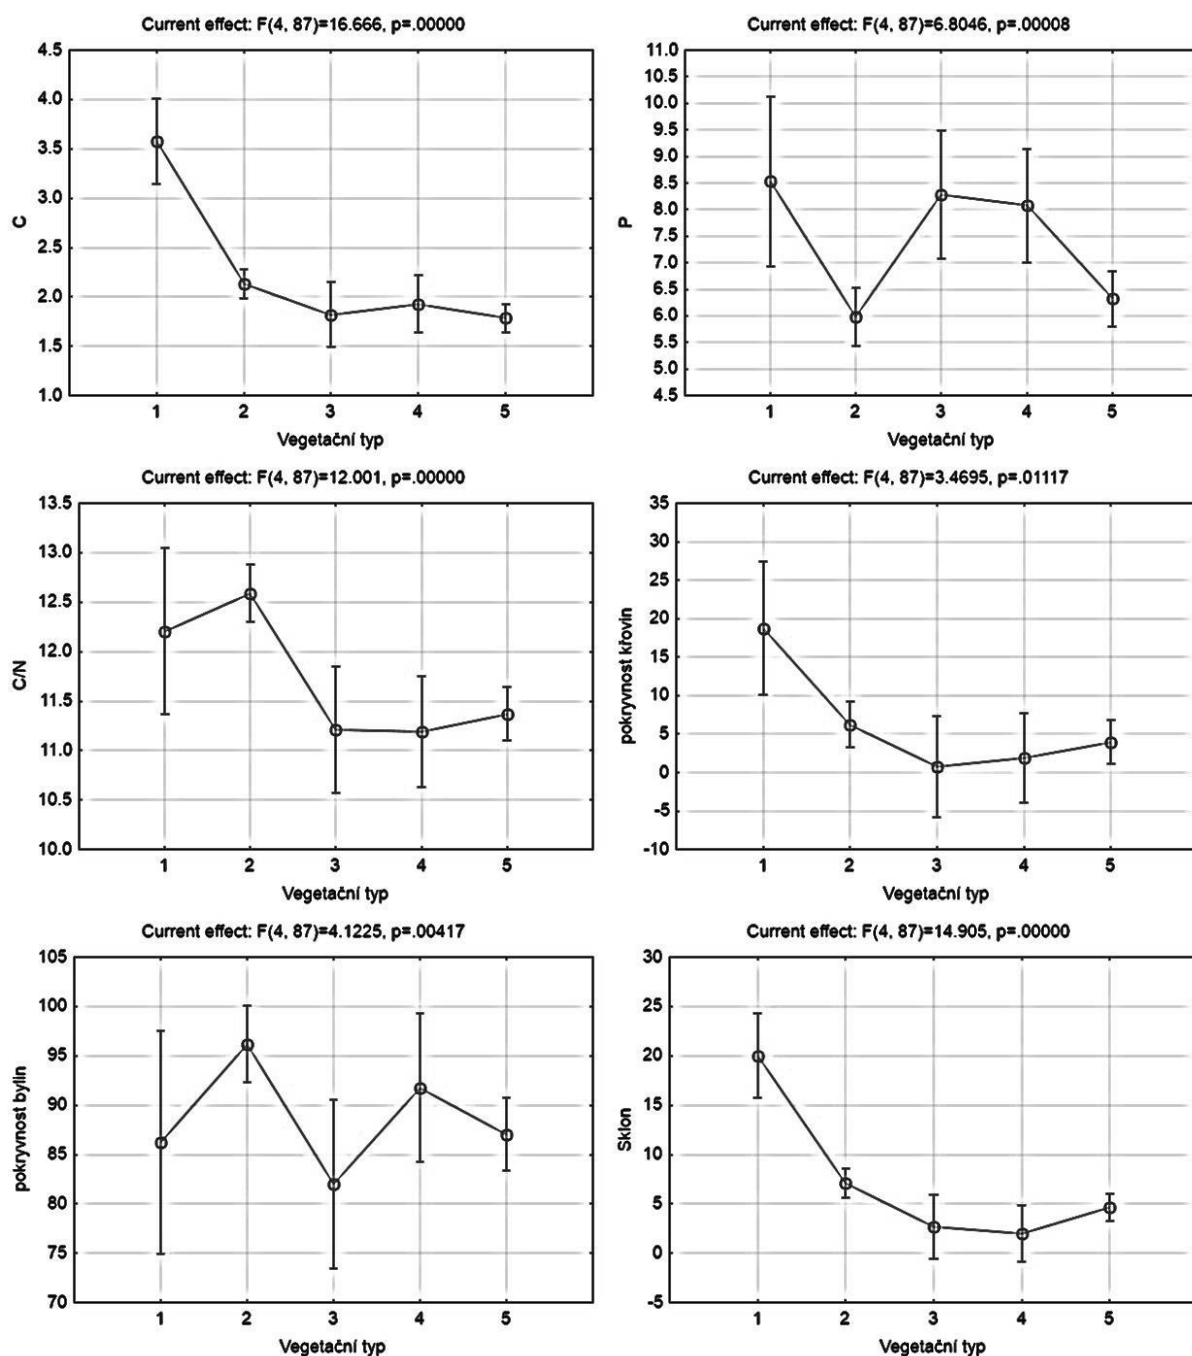 Current effect: F(4, 87)=16.666, p=.00000
4.5
4.0
3.5
3.0
2.5
2.0
1.5
1.0
C
1 2 3 4 5
Vegetační typ
Current effect: F(4, 87)=6.8046, p=.00008
11.0
10.5
10.0
9.5
9.0
8.5
8.0
7.5
7.0
6.5
6.0
5.5
5.0
4.5
P
1 2 3 4 5
Vegetační typ
Current effect: F(4, 87)=12.001, p=.00000
13.5
13.0
12.5
12.0
11.5
11.0
10.5
10.0
C/N
1 2 3 4 5
Vegetační typ
Current effect: F(4, 87)=3.4695, p=.01117
35
30
25
20
15
10
5
0
-5
-10
pokryvnost křovin
1 2 3 4 5
Vegetační typ
Current effect: F(4, 87)=4.1225, p=.00417
105
100
95
90
85
80
75
70
pokryvnost bylin
1 2 3 4 5
Vegetační typ
Current effect: F(4, 87)=14.905, p=.00000
30
25
20
15
10
5
0
-5
Sklon
1 2 3 4 5
Vegetační typ